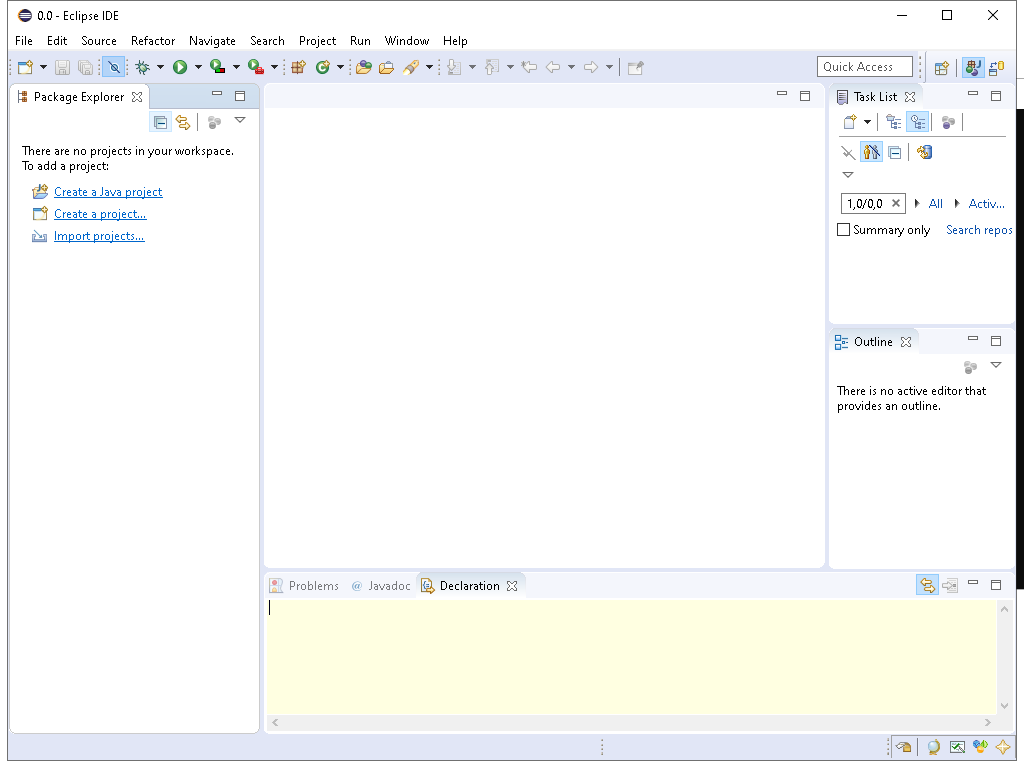 0.0 - Eclipse IDE
File Edit Source Refactor Navigate Search Project Run Window Help
Quick Access
Package Explorer
There are no projects in your workspace.
To add a project:
Create a Java project
Create a project...
Import projects...
Task List
1,0/0,0 All Activ...
Summary only Search repos
Outline
There is no active editor that
provides an outline.
Problems @ Javadoc Declaration